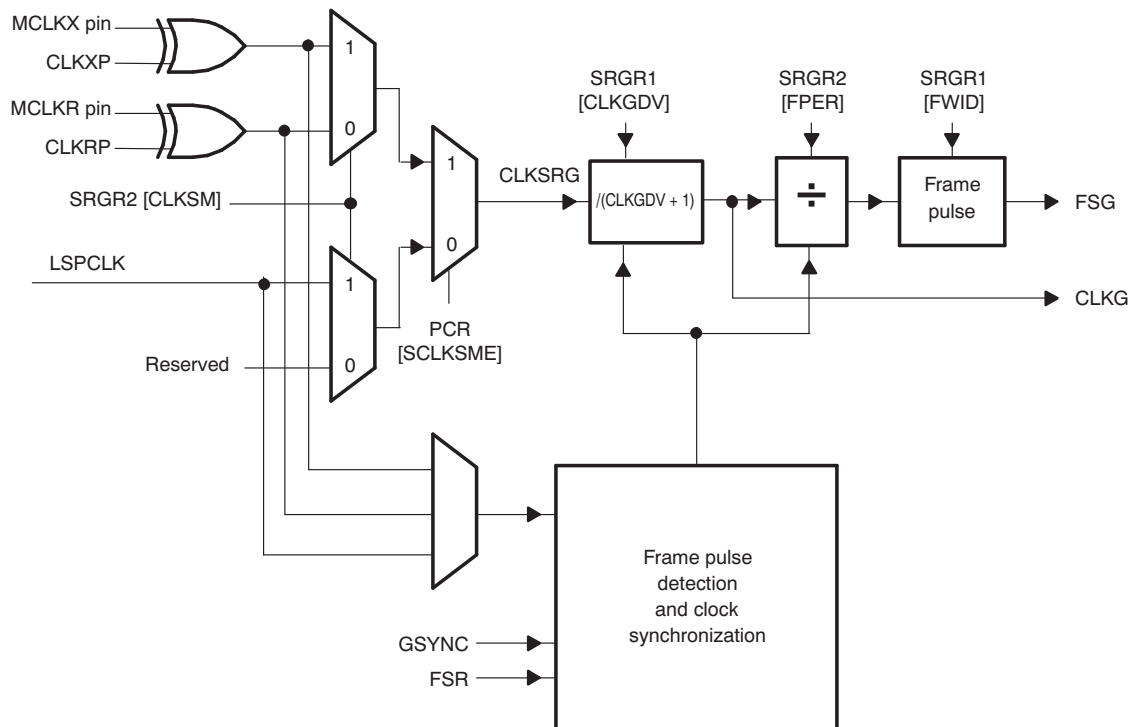 MCLKX pin
CLKXP
MCLKR pin
CLKRP
1
0
SRGR2 [CLKSM]
LSPCLK
Reserved
1
0
1
0
PCR
[SCLKSME]
CLKSRG
SRGR1
[CLKGDV]
/(CLKGDV + 1)
SRGR2
[FPER]
÷
SRGR1
[FWID]
Frame
pulse
FSG
CLKG
Frame pulse
detection
and clock
synchronization
GSYNC
FSR